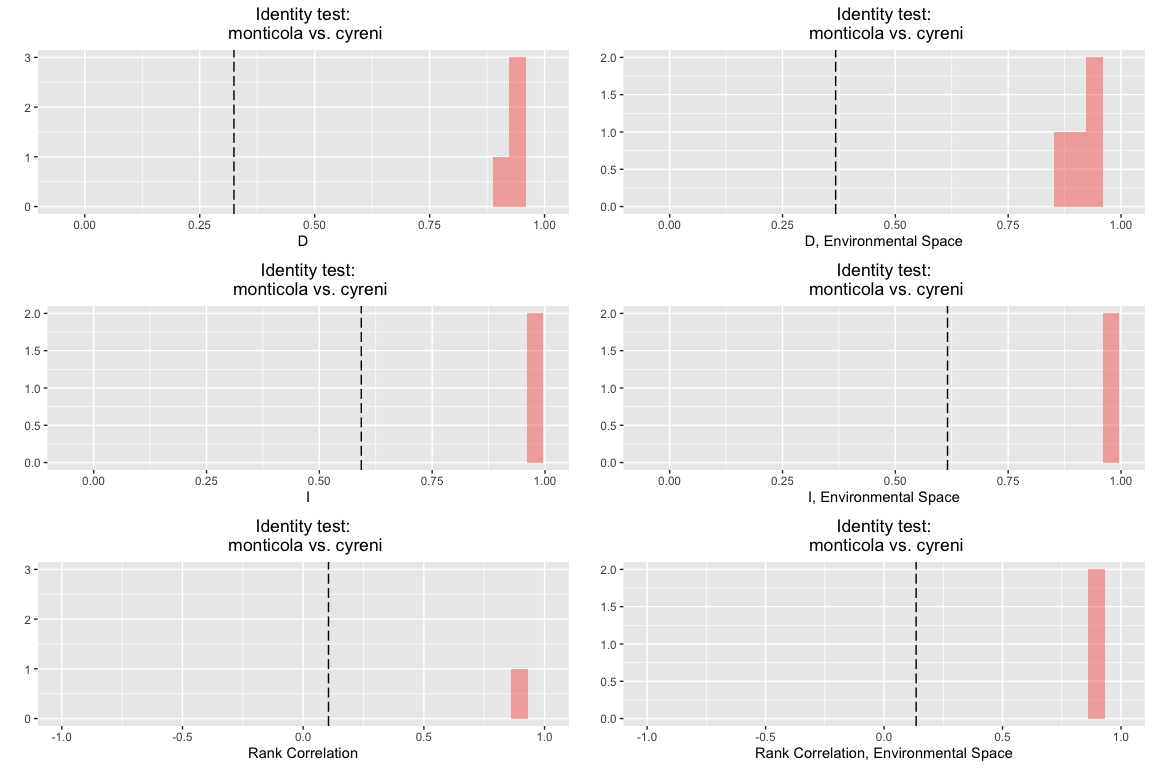 Identity test:
monticola vs. cyreni
3
2
1
0
0.00 0.25 0.50 0.75 1.00
D
Identity test:
monticola vs. cyreni
2.0
1.5
1.0
0.5
0.0
0.00 0.25 0.50 0.75 1.00
D, Environmental Space
Identity test:
monticola vs. cyreni
2.0
1.5
1.0
0.5
0.0
0.00 0.25 0.50 0.75 1.00
I
Identity test:
monticola vs. cyreni
2.0
1.5
1.0
0.5
0.0
0.00 0.25 0.50 0.75 1.00
I, Environmental Space
Identity test:
monticola vs. cyreni
3
2
1
0
-1.0 -0.5 0.0 0.5 1.0
Rank Correlation
Identity test:
monticola vs. cyreni
2.0
1.5
1.0
0.5
0.0
-1.0 -0.5 0.0 0.5 1.0
Rank Correlation, Environmental Space